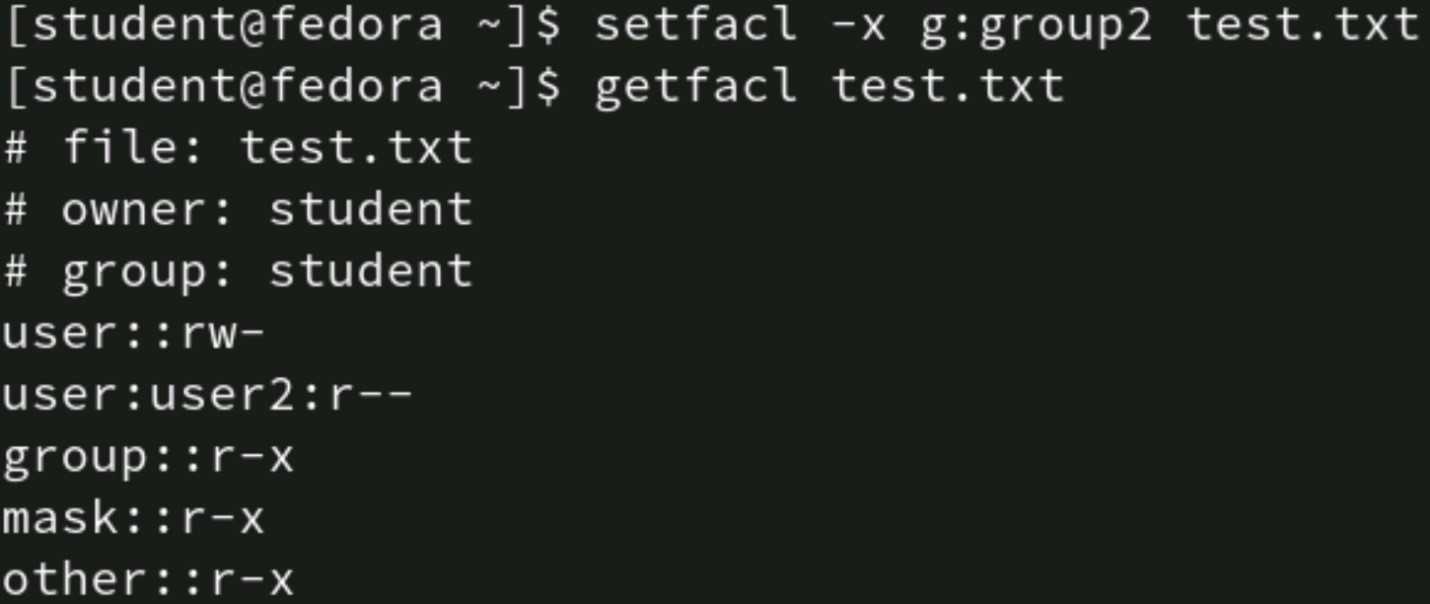 [student@fedora ~]$ setfacl -x g:group2 test.txt
[student@fedora ~]$ getfacl test.txt
# file: test.txt
# owner: student
# group: student
user::rw-
user:user2:r--
group::r-x
mask::r-x
other::r-x